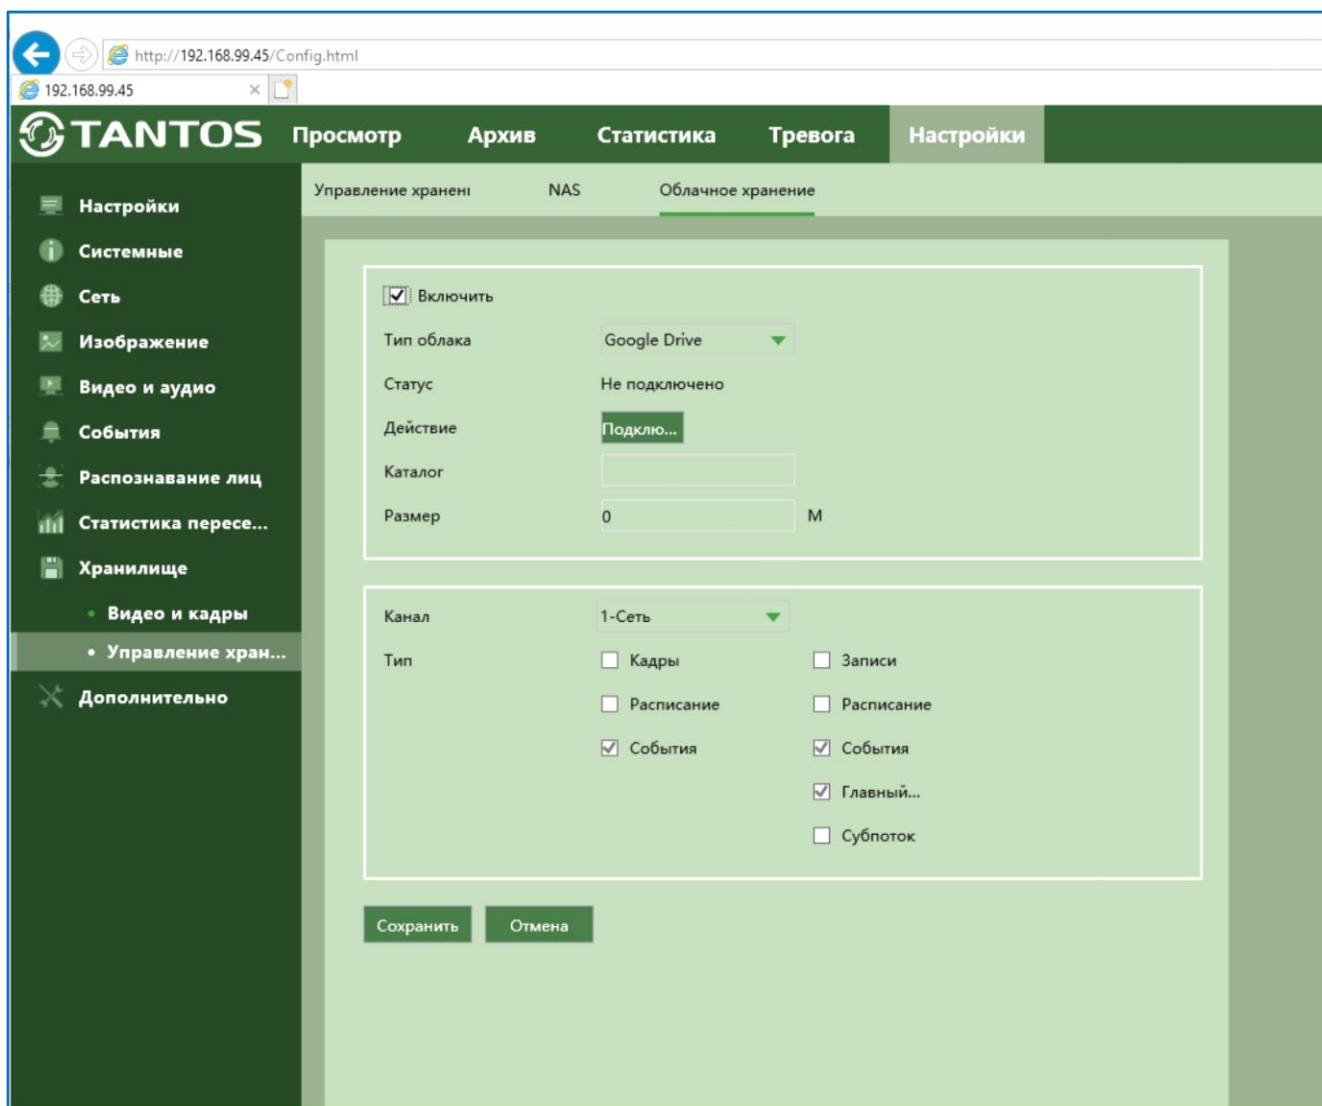 http://192.168.99.45/Config.html
192.168.99.45
TANTOS Просмотр Архив Статистика Тревога Настройки
Управление хранені NAS Облачное хранение
Настройки
Системные
Сеть
Изображение
Видео и аудио
События
Распознавание лиц
Статистика пересе...
Хранилище
Видео и кадры
Управление хран...
Дополнительно
Включить
Тип облака Google Drive
Статус Не подключено
Действие Подклю...
Каталог
Размер 0 M
Канал 1-Сеть
Тип Кадры Записи
Расписание Расписание
События События
Главный...
Субпоток
Сохранить Отмена